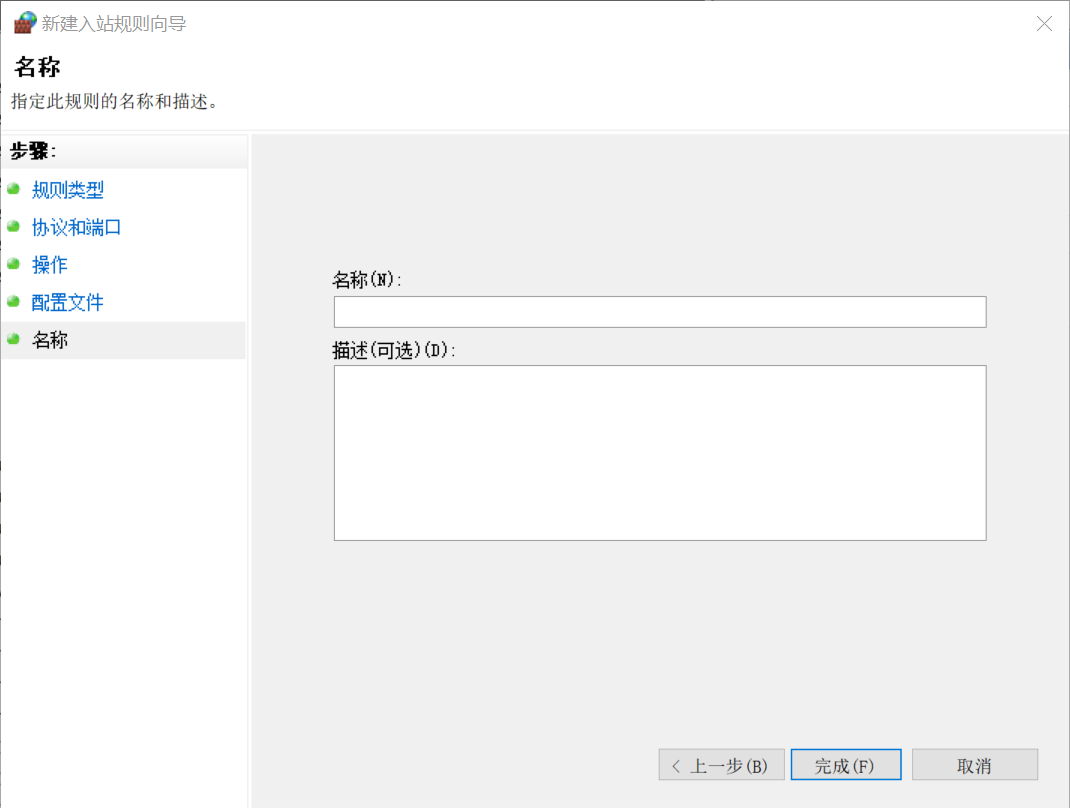 新建入站规则向导
名称
指定此规则的名称和描述。
步骤:
规则类型
协议和端口
操作
配置文件
名称
名称(N):
描述(可选)(D):
< 上一步(B)
完成(F)
取消